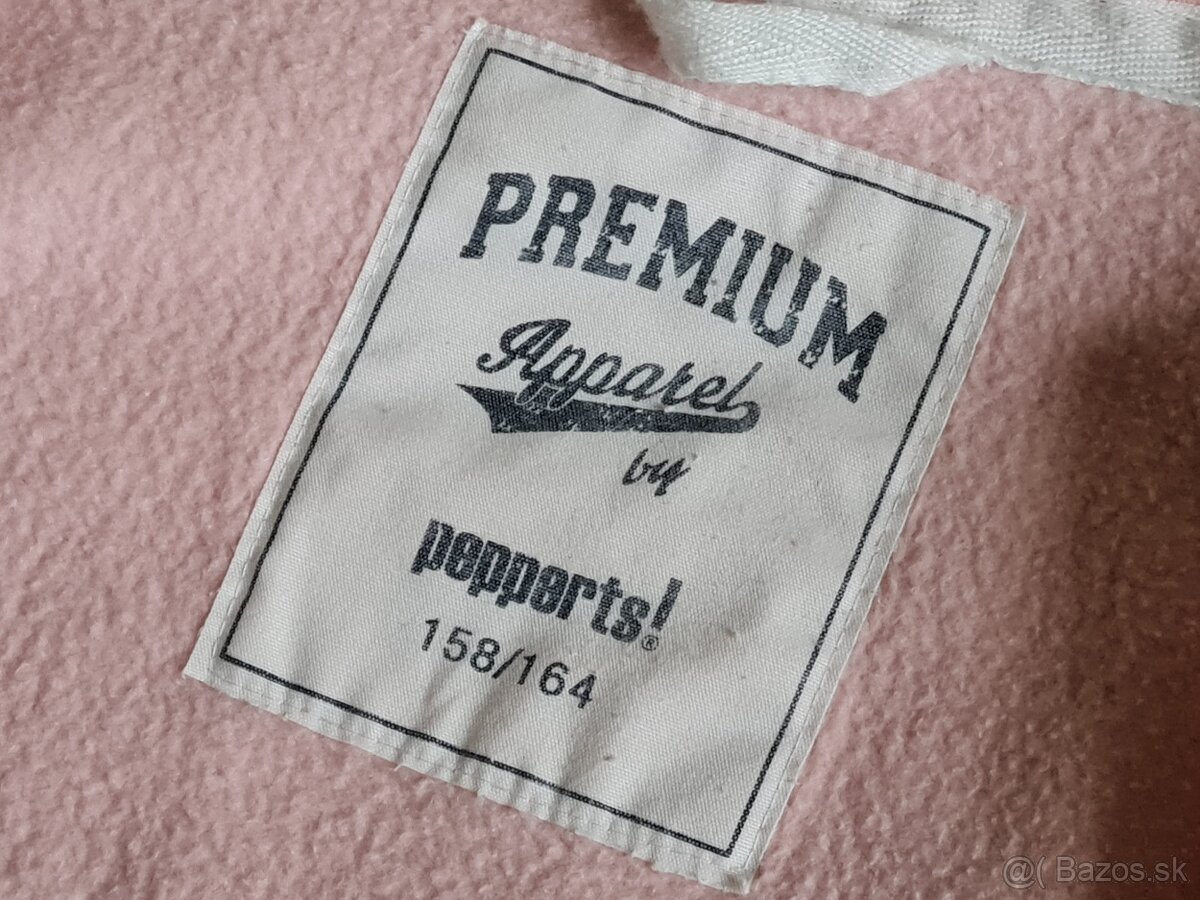 PREMIUM
Apparel
by
pepperts!®
158/164
@( Bazos.sk